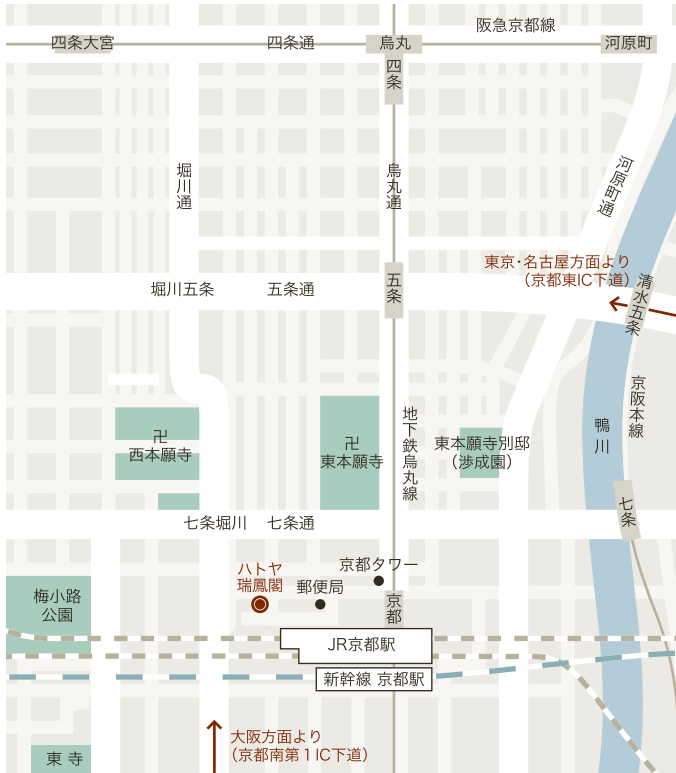 阪急京都線
四条大宮
四条通
烏丸
河原町
四条
堀川通
烏丸通
河原町通
東京・名古屋方面より
（京都東IC下道）
清水五条
堀川五条
五条通
五条
京阪本線
地下鉄烏丸線
鴨川
卍
西本願寺
卍
東本願寺
東本願寺別邸
（渉成園）
七条
七条堀川
七条通
京都タワー
ハトヤ
瑞鳳閣
郵便局
京都
梅小路
公園
JR京都駅
新幹線 京都駅
大阪方面より
（京都南第1IC下道）
東寺